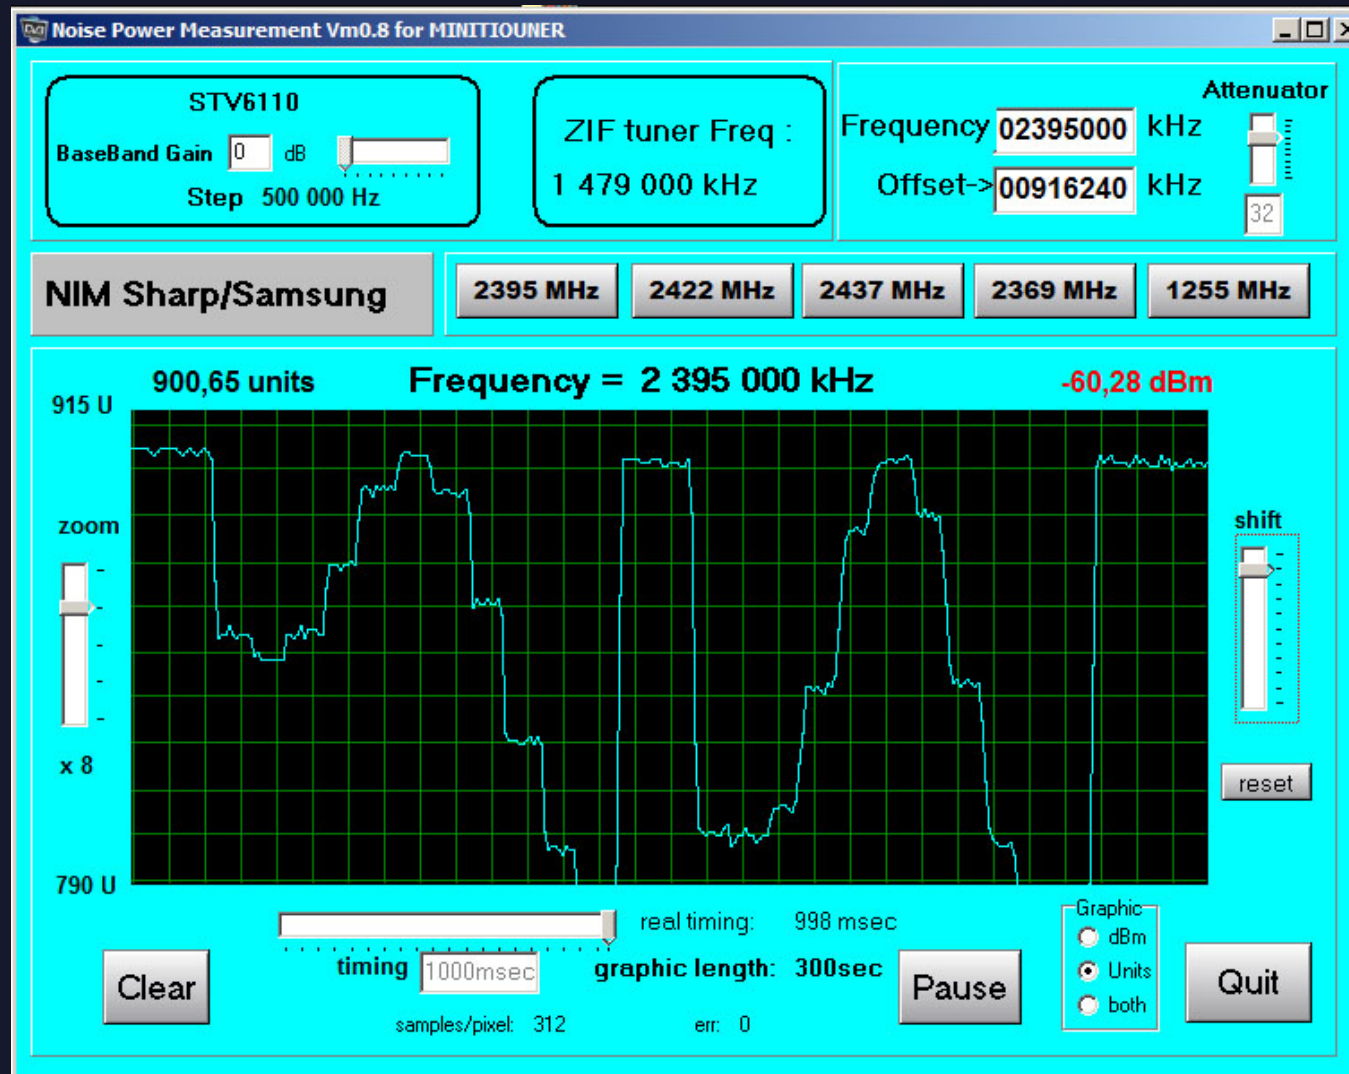 Noise Power Measurement Vm0.8 for MINITIOUNER
STV6110
BaseBand Gain 0 dB
Step 500 000 Hz
ZIF tuner Freq :
1 479 000 kHz
Attenuator
Frequency 02395000 kHz
Offset-> 00916240 kHz
32
NIM Sharp/Samsung
2395 MHz 2422 MHz 2437 MHz 2369 MHz 1255 MHz
900,65 units Frequency = 2 395 000 kHz -60,28 dBm
915 U
zoom
x 8
790 U
shift
reset
real timing: 998 msec
timing 1000msec graphic length: 300sec
samples/pixel: 312 err: 0
Clear
Pause
Graphic
dBm
Units
both
Quit